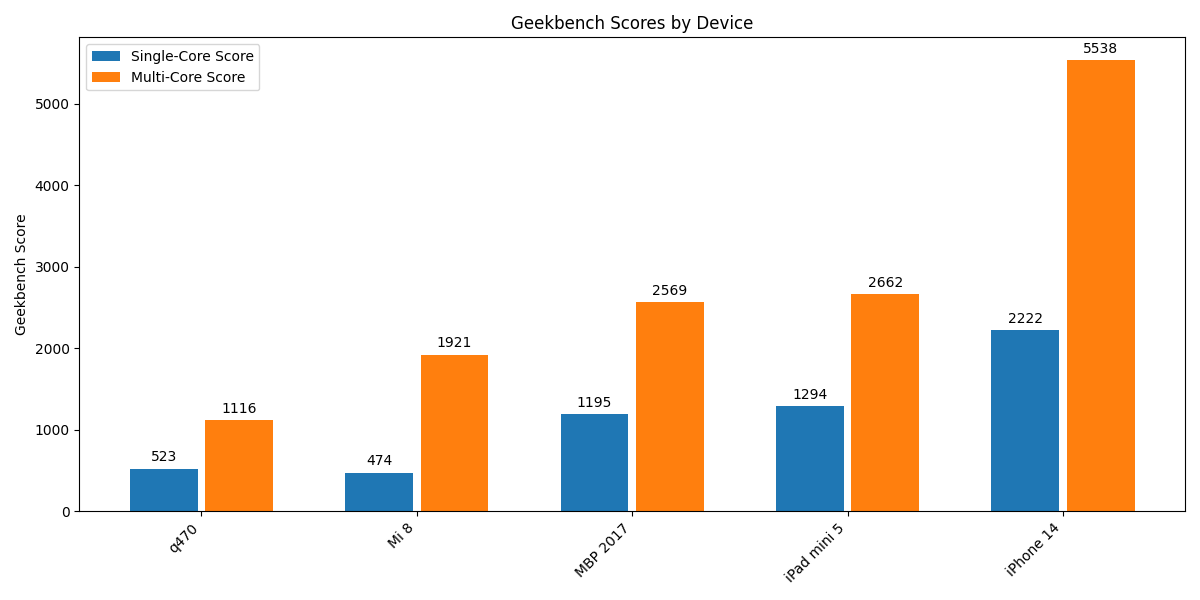 Geekbench Scores by Device
Single-Core Score
Multi-Core Score
Geekbench Score
5000
4000
3000
2000
1000
0
523
1116
474
1921
1195
2569
1294
2662
2222
5538
q470
Mi 8
MBP 2017
iPad mini 5
iPhone 14